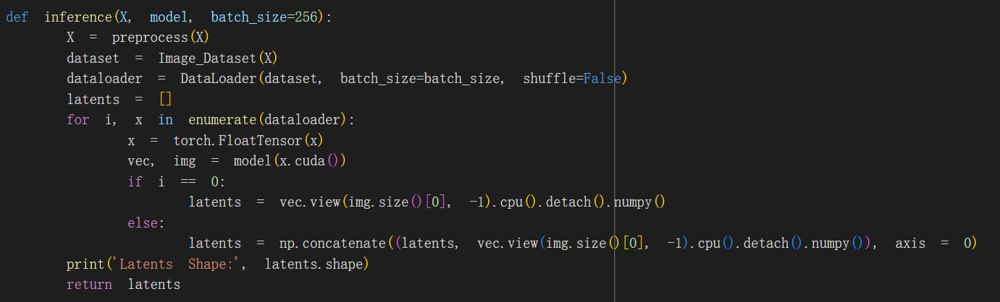 def inference(X, model, batch_size=256):
X = preprocess(X)
dataset = Image_Dataset(X)
dataloader = DataLoader(dataset, batch_size=batch_size, shuffle=False)
latents = []
for i, x in enumerate(dataloader):
x = torch.FloatTensor(x)
vec, img = model(x.cuda())
if i == 0:
latents = vec.view(img.size()[0], -1).cpu().detach().numpy()
else:
latents = np.concatenate((latents, vec.view(img.size()[0], -1).cpu().detach().numpy()), axis = 0)
print('Latents Shape:', latents.shape)
return latents